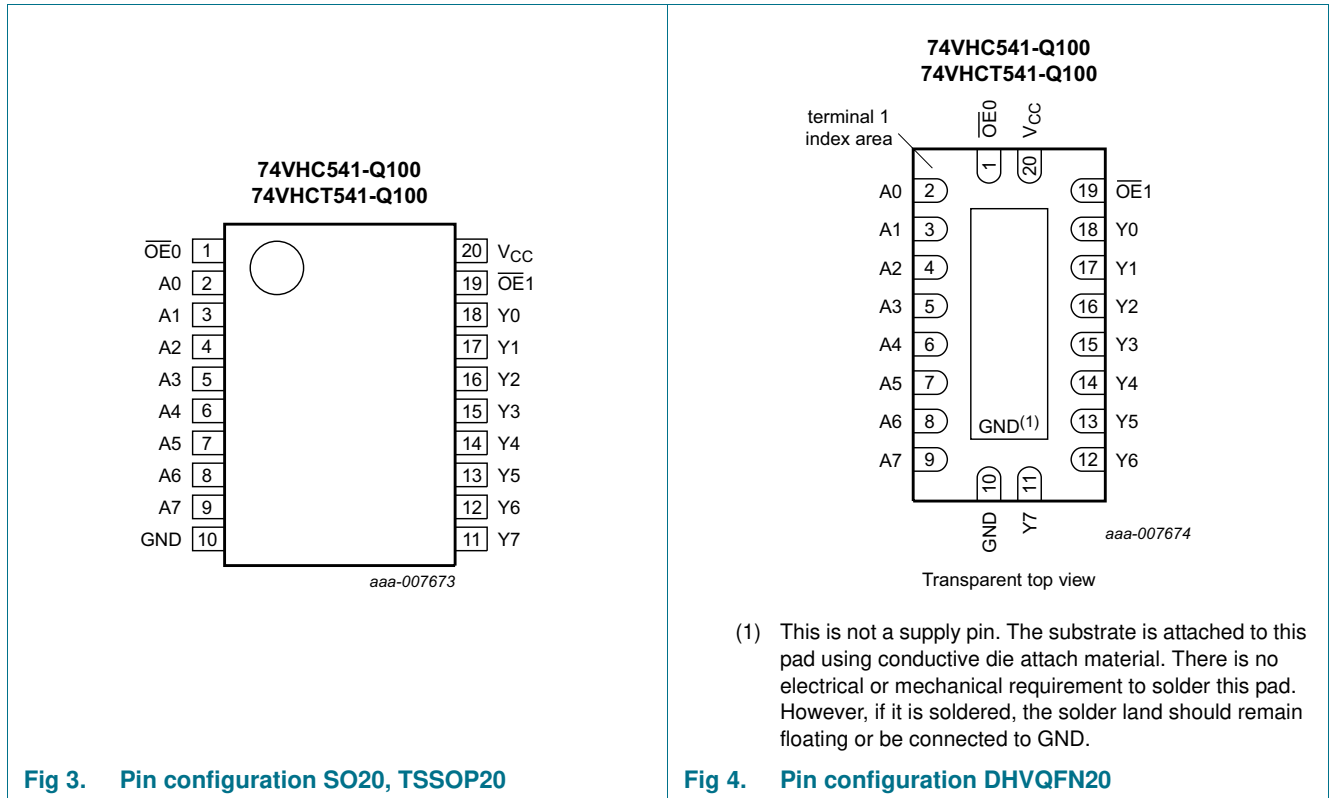 74VHC541-Q100
74VHCT541-Q100
O̅E̅0 1
A0 2
A1 3
A2 4
A3 5
A4 6
A5 7
A6 8
A7 9
GND 10
20 VCC
19 O̅E̅1
18 Y0
17 Y1
16 Y2
15 Y3
14 Y4
13 Y5
12 Y6
11 Y7
aaa-007673
Fig 3. Pin configuration SO20, TSSOP20
74VHC541-Q100
74VHCT541-Q100
terminal 1
index area
O̅E̅0
VCC
1
20
A0 2
A1 3
A2 4
A3 5
A4 6
A5 7
A6 8
A7 9
19 O̅E̅1
18 Y0
17 Y1
16 Y2
15 Y3
14 Y4
13 Y5
12 Y6
GND(1)
10
11
GND
Y7
aaa-007674
Transparent top view
(1) This is not a supply pin. The substrate is attached to this
pad using conductive die attach material. There is no
electrical or mechanical requirement to solder this pad.
However, if it is soldered, the solder land should remain
floating or be connected to GND.
Fig 4. Pin configuration DHVQFN20